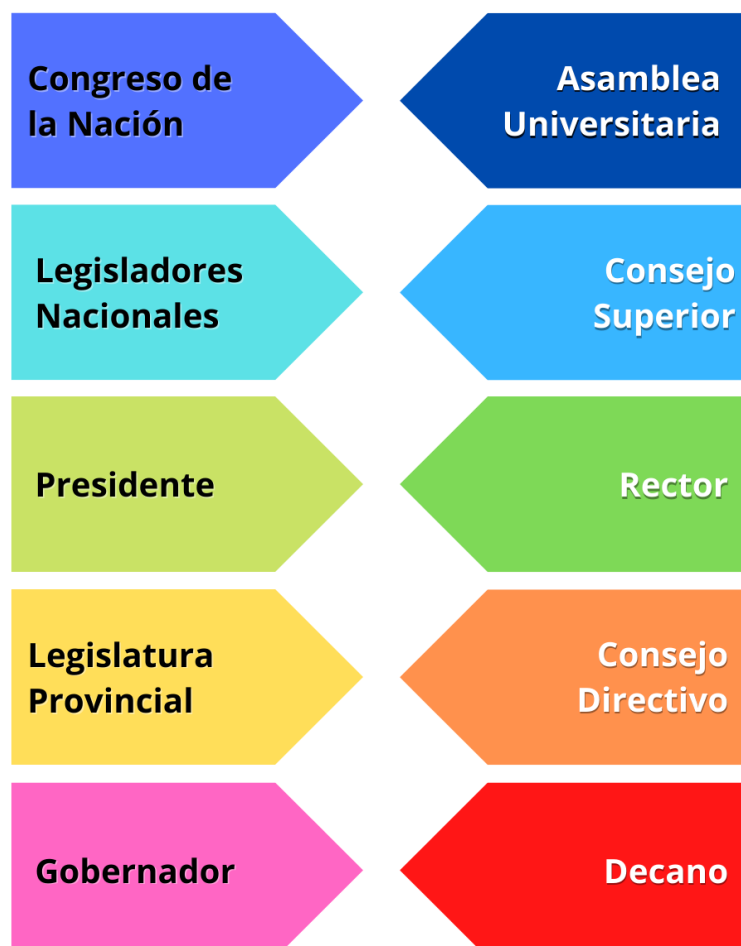 Congreso de
la Nación
Asamblea
Universitaria
Legisladores
Nacionales
Consejo
Superior
Presidente
Rector
Legislatura
Provincial
Consejo
Directivo
Gobernador
Decano